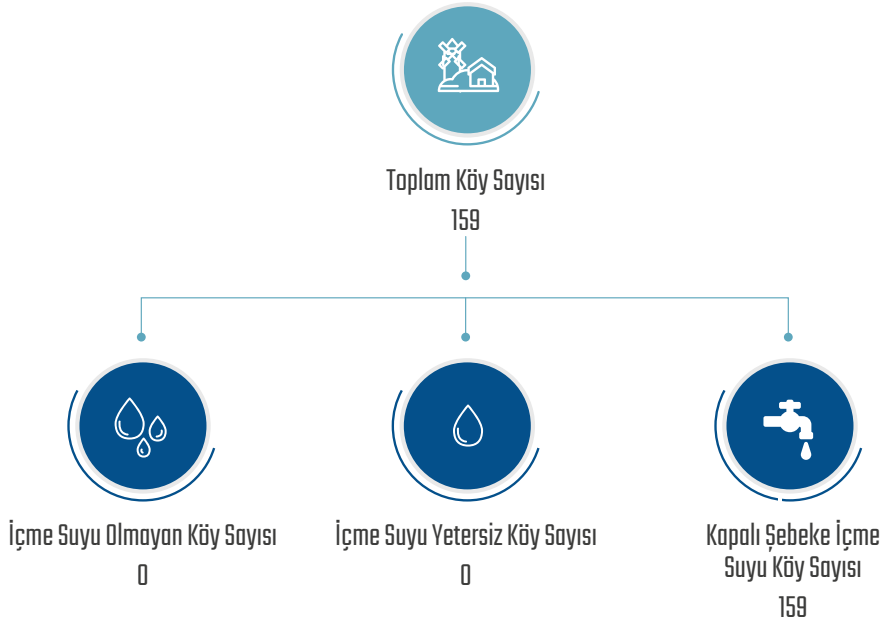 Toplam Köy Sayısı
159
İçme Suyu Olmayan Köy Sayısı
0
İçme Suyu Yetersiz Köy Sayısı
0
Kapalı Şebeke İçme
Suyu Köy Sayısı
159